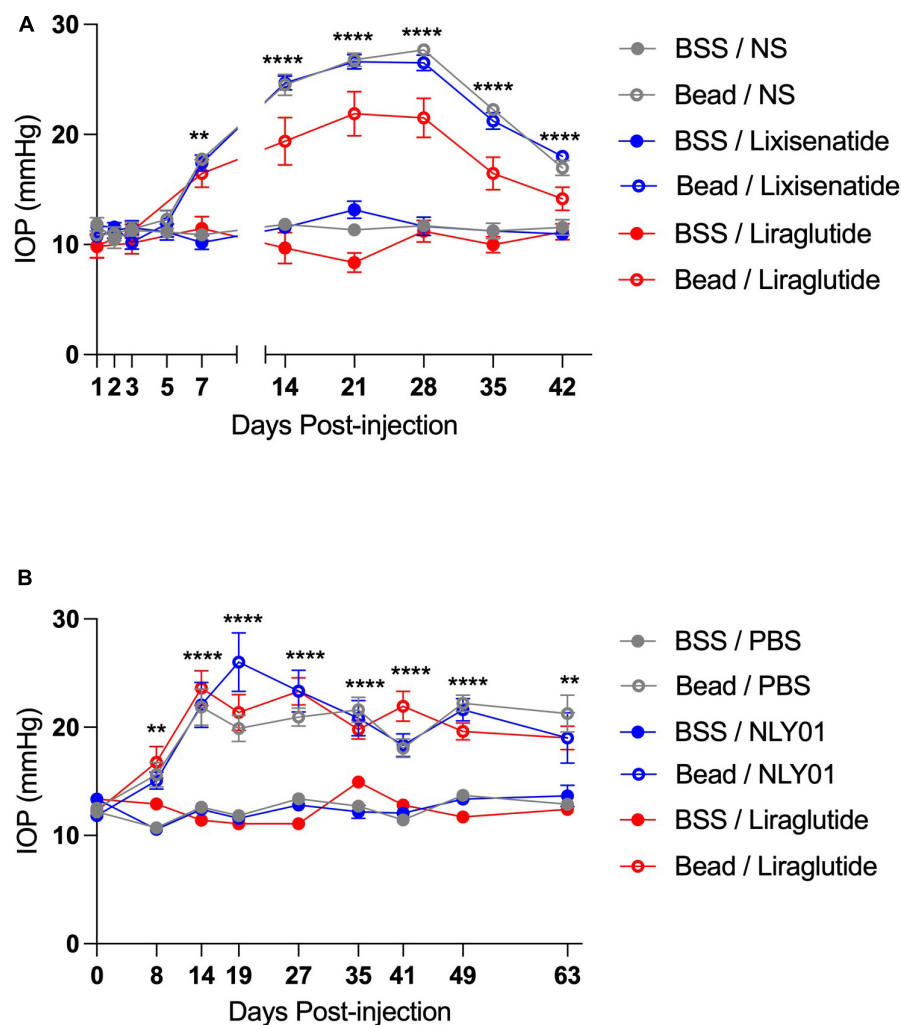 A
IOP (mmHg)
30
20
10
0
** **** **** **** **** ****
1 2 3 5 7 14 21 28 35 42
Days Post-injection
BSS / NS
Bead / NS
BSS / Lixisenatide
Bead / Lixisenatide
BSS / Liraglutide
Bead / Liraglutide
B
IOP (mmHg)
30
20
10
0
** **** **** **** **** **** **** **
0 8 14 19 27 35 41 49 63
Days Post-injection
BSS / PBS
Bead / PBS
BSS / NLY01
Bead / NLY01
BSS / Liraglutide
Bead / Liraglutide